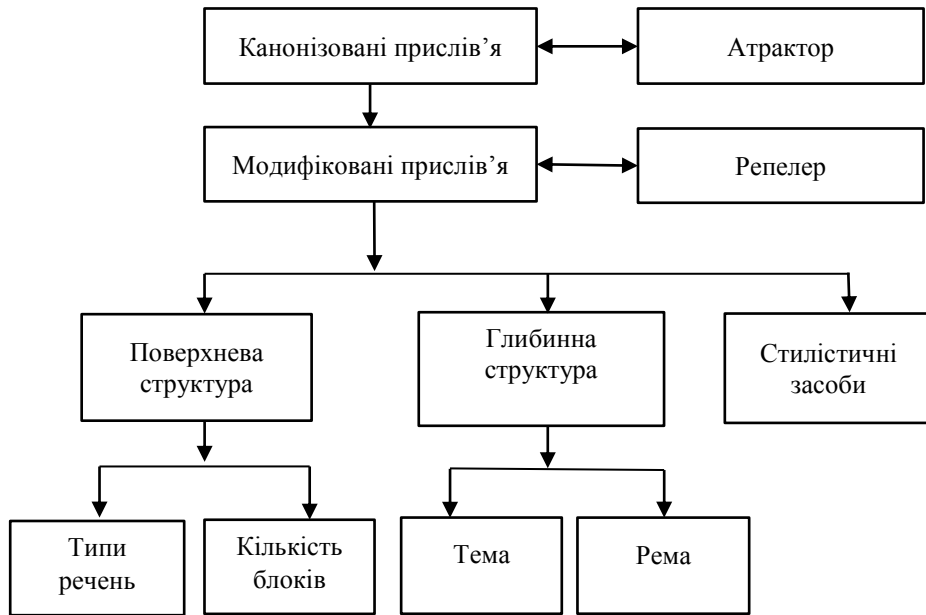 Канонізовані прислів’я
Атрактор
Модифіковані прислів’я
Репелер
Поверхнева
структура
Глибинна
структура
Стилістичні
засоби
Типи
речень
Кількість
блоків
Тема
Рема